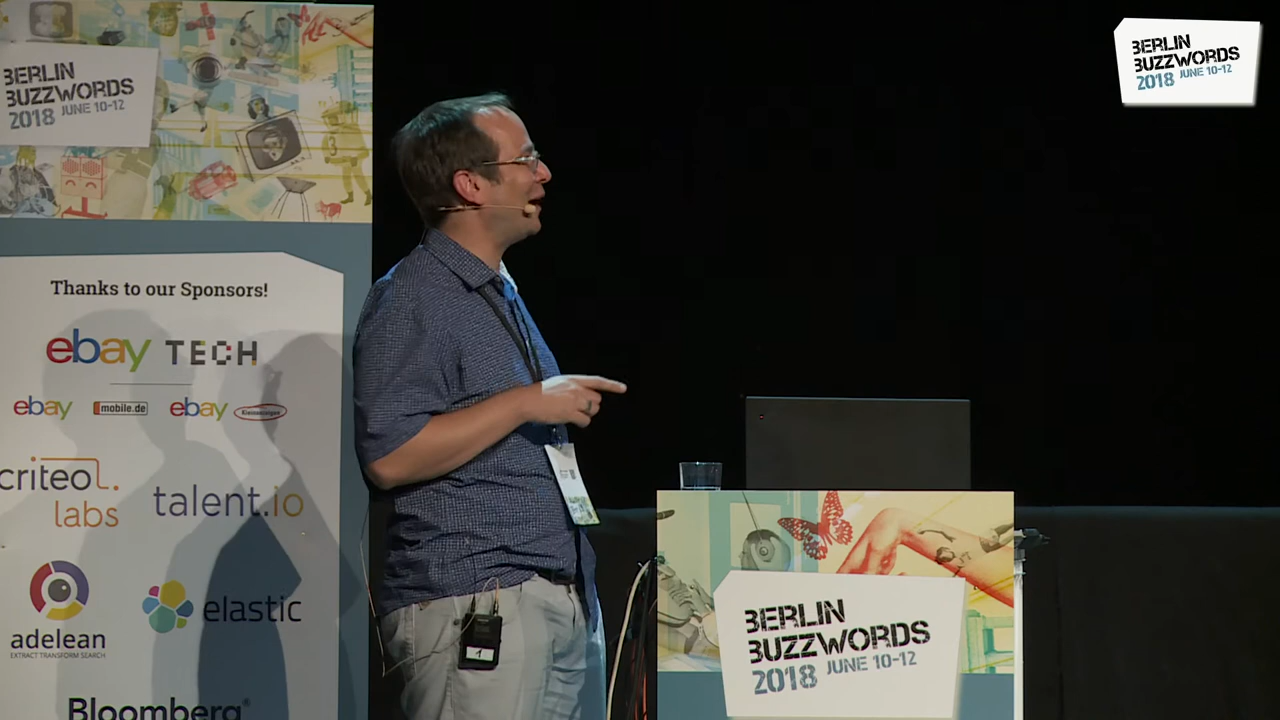 BERLIN
BUZZWORDS
2018 JUNE 10-12
Thanks to our Sponsors!
ebay TECH
ebay mobile.de ebay Kleinanzeigen
criteo
labs
talent.io
adelean
EXTRACT TRANSFORM SEARCH
elastic
Bloomberg
BERLIN
BUZZWORDS
2018 JUNE 10-12
BERLIN
BUZZWORDS
2018 JUNE 10-12